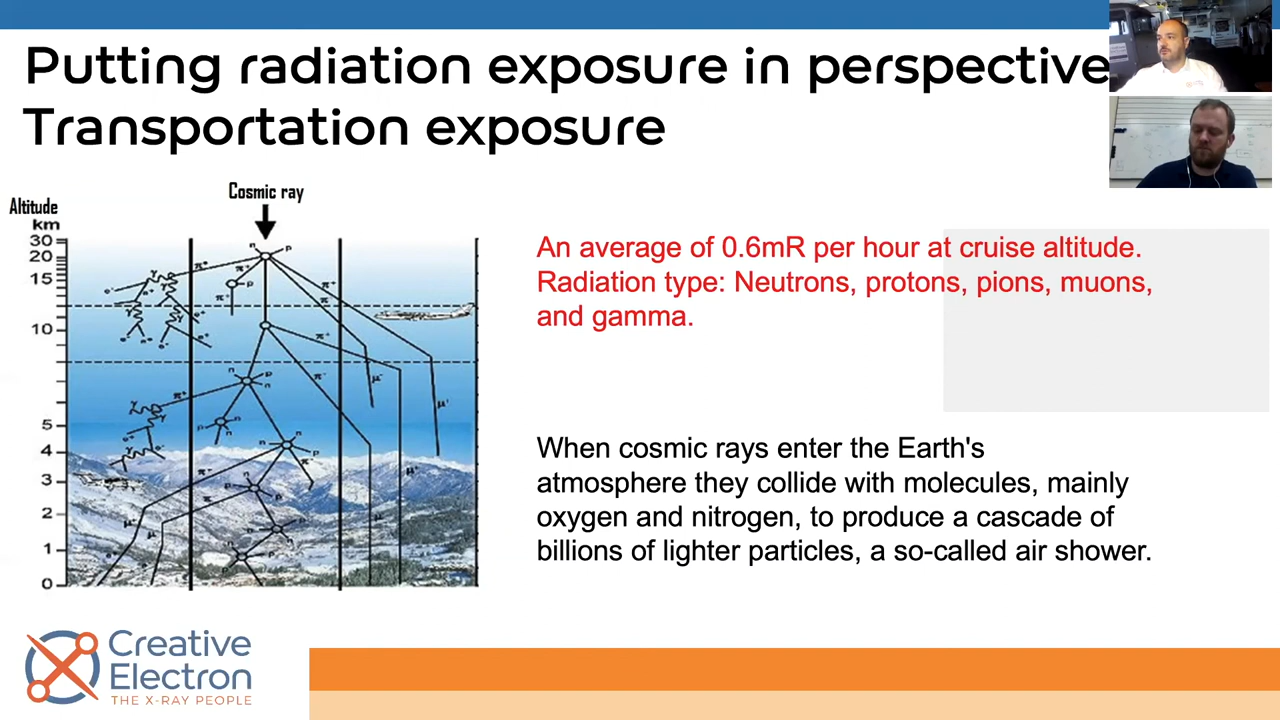 Putting radiation exposure in perspective
Transportation exposure
Cosmic ray
Altitude
km
30
20
15
10
5
4
3
2
1
0
An average of 0.6mR per hour at cruise altitude.
Radiation type: Neutrons, protons, pions, muons,
and gamma.
When cosmic rays enter the Earth's
atmosphere they collide with molecules, mainly
oxygen and nitrogen, to produce a cascade of
billions of lighter particles, a so-called air shower.
Creative
Electron
THE X-RAY PEOPLE